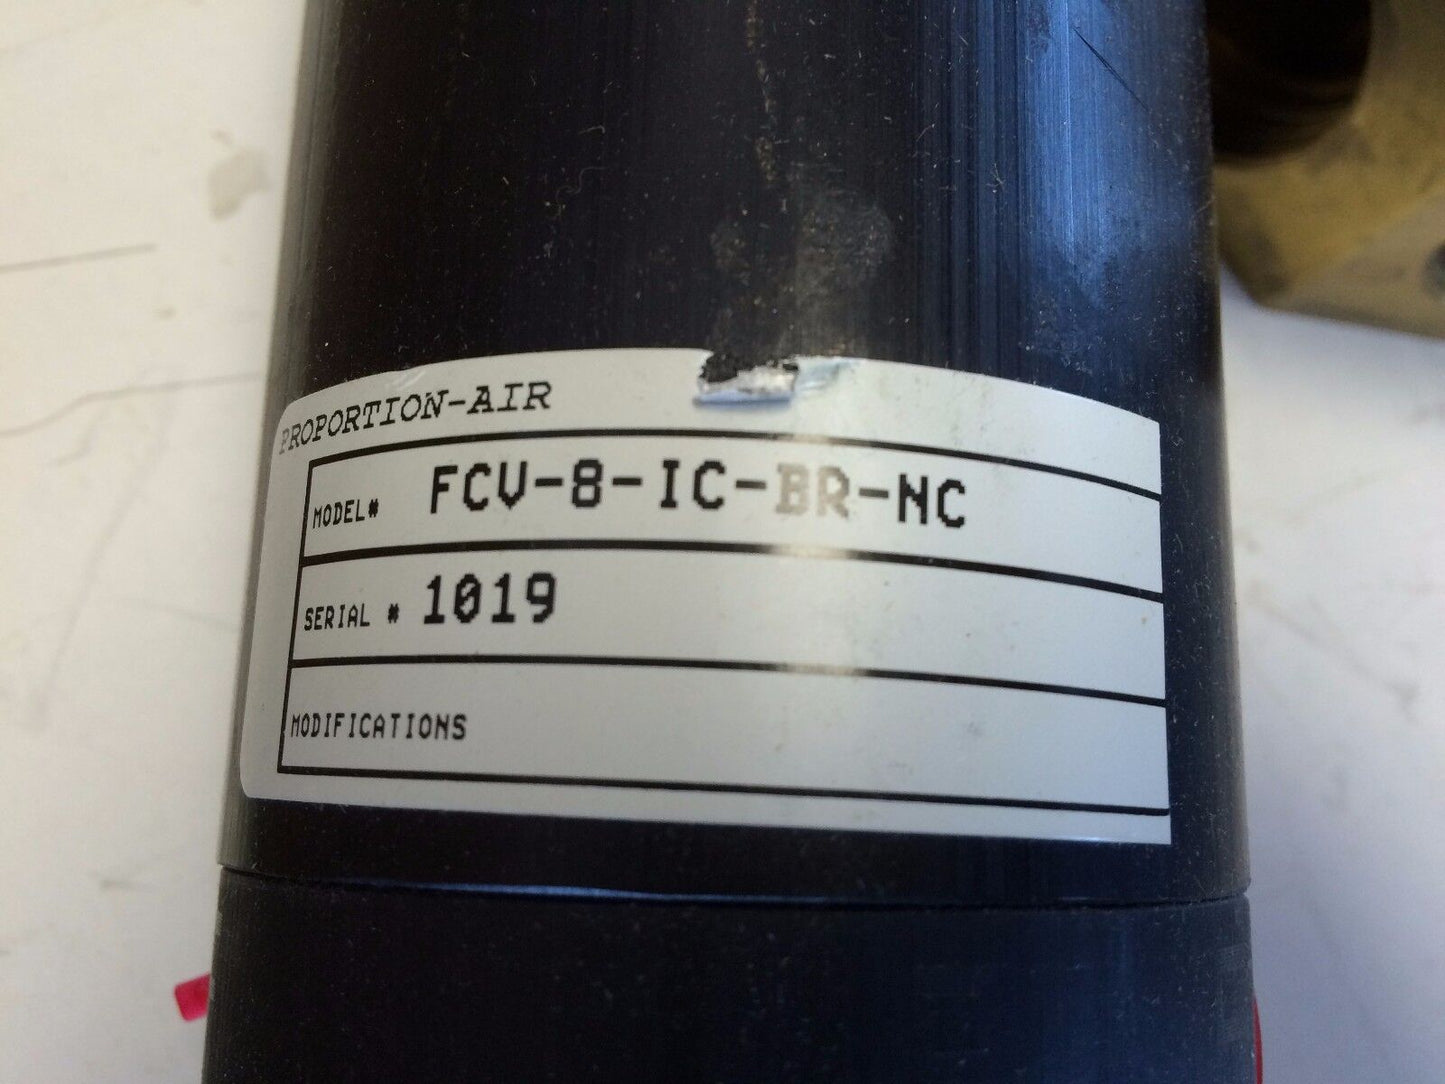 PROPORTION-AIR
MODEL# FCV-8-IC-BR-NC
SERIAL # 1019
MODIFICATIONS